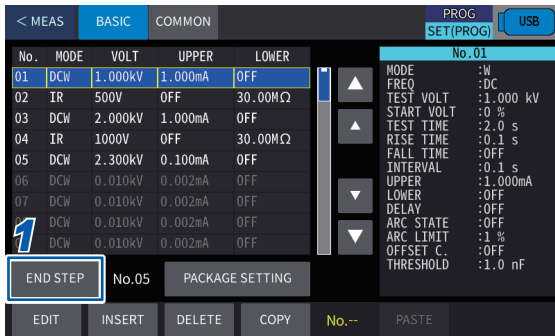 < MEAS BASIC COMMON PROG SET(PROG) USB
No. MODE VOLT UPPER LOWER
01 DCW 1.000kV 1.000mA OFF
02 IR 500V OFF 30.00MΩ
03 DCW 2.000kV 1.000mA OFF
04 IR 1000V OFF 30.00MΩ
05 DCW 2.300kV 0.100mA OFF
06 DCW 0.010kV 0.002mA OFF
07 DCW 0.010kV 0.002mA OFF
DCW 0.010kV 0.002mA OFF
DCW 0.010kV 0.002mA OFF
1
END STEP No.05 PACKAGE SETTING
No.01
MODE :W
FREQ :DC
TEST VOLT :1.000 kV
START VOLT :0 %
TEST TIME :2.0 s
RISE TIME :0.1 s
FALL TIME :OFF
INTERVAL :0.1 s
UPPER :1.000mA
LOWER :OFF
DELAY :OFF
ARC STATE :OFF
ARC LIMIT :1 %
OFFSET C. :OFF
THRESHOLD :1.0 nF
EDIT INSERT DELETE COPY No.-- PASTE